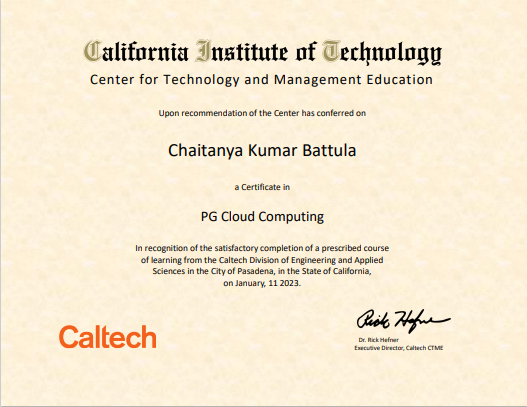 California Institute of Technology
Center for Technology and Management Education
Upon recommendation of the Center has conferred on
Chaitanya Kumar Battula
a Certificate in
PG Cloud Computing
In recognition of the satisfactory completion of a prescribed course
of learning from the Caltech Division of Engineering and Applied
Sciences in the City of Pasadena, in the State of California,
on January, 11 2023.
Caltech
Rick Hefner
Dr. Rick Hefner
Executive Director, Caltech CTME